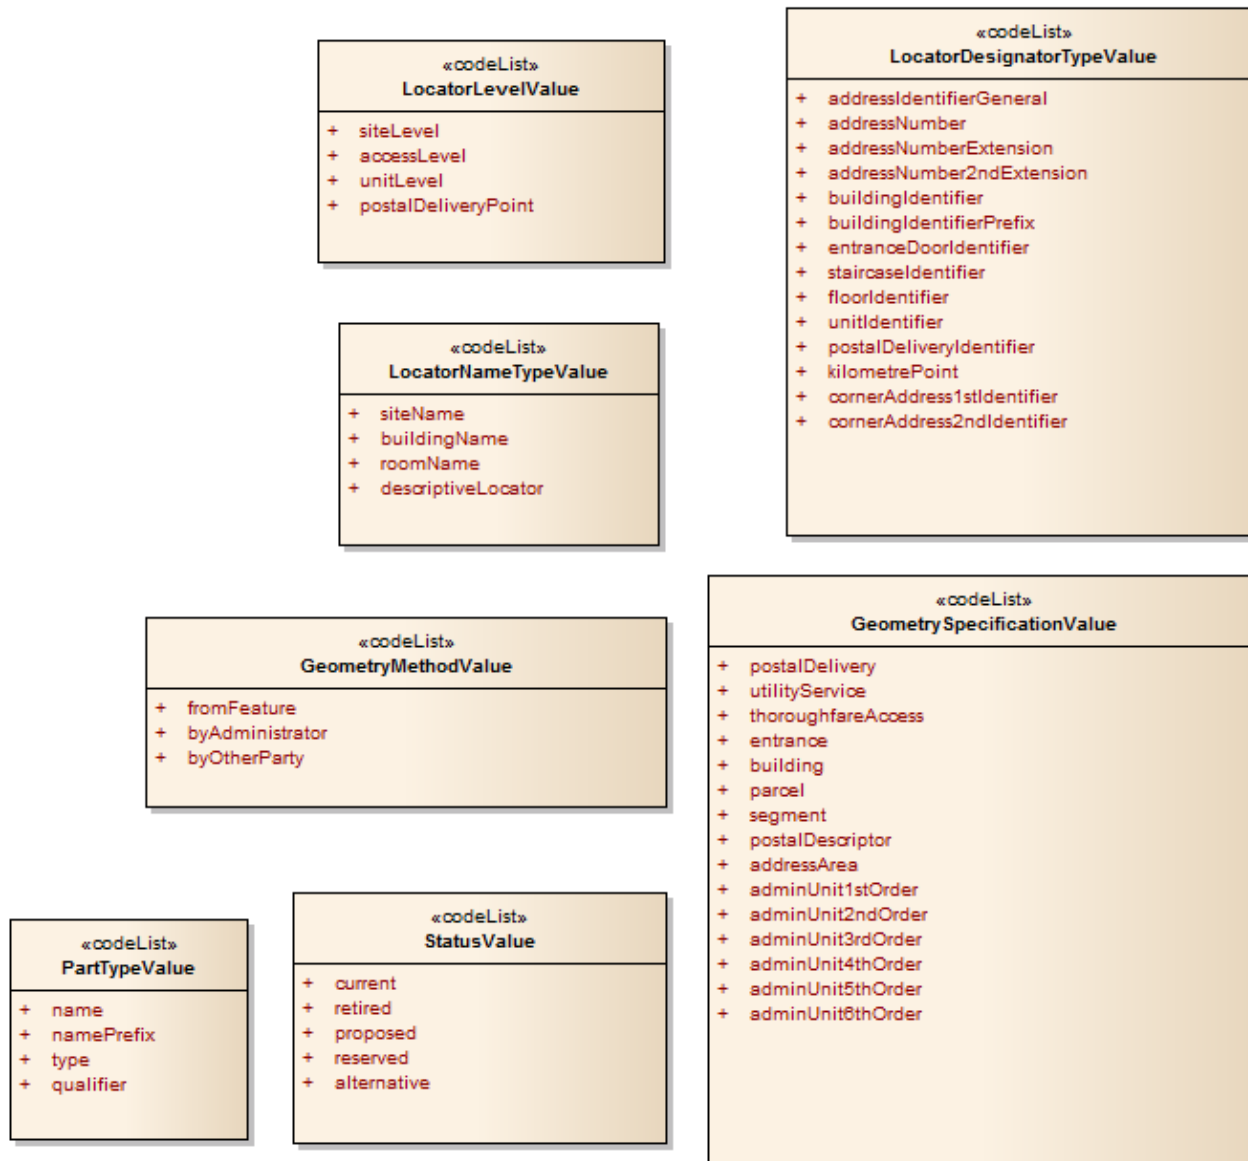 «codeList»
LocatorLevelValue
+ siteLevel
+ accessLevel
+ unitLevel
+ postalDeliveryPoint
«codeList»
LocatorDesignatorTypeValue
+ addressIdentifierGeneral
+ addressNumber
+ addressNumberExtension
+ addressNumber2ndExtension
+ buildingIdentifier
+ buildingIdentifierPrefix
+ entranceDoorIdentifier
+ staircaseIdentifier
+ floorIdentifier
+ unitIdentifier
+ postalDeliveryIdentifier
+ kilometrePoint
+ cornerAddress1stIdentifier
+ cornerAddress2ndIdentifier
«codeList»
LocatorNameTypeValue
+ siteName
+ buildingName
+ roomName
+ descriptiveLocator
«codeList»
GeometryMethodValue
+ fromFeature
+ byAdministrator
+ byOtherParty
«codeList»
GeometrySpecificationValue
+ postalDelivery
+ utilityService
+ thoroughfareAccess
+ entrance
+ building
+ parcel
+ segment
+ postalDescriptor
+ addressArea
+ adminUnit1stOrder
+ adminUnit2ndOrder
+ adminUnit3rdOrder
+ adminUnit4thOrder
+ adminUnit5thOrder
+ adminUnit6thOrder
«codeList»
PartTypeValue
+ name
+ namePrefix
+ type
+ qualifier
«codeList»
StatusValue
+ current
+ retired
+ proposed
+ reserved
+ alternative